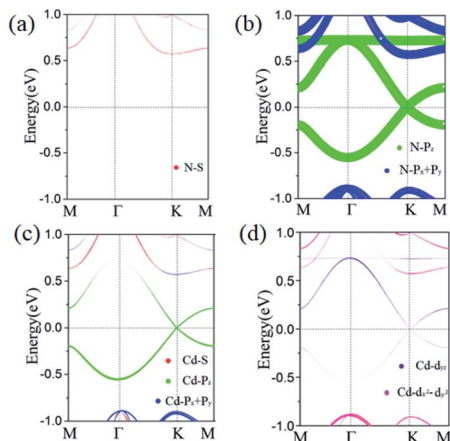 (a)
1.0
0.5
0.0
-0.5
-1.0
Energy(eV)
N-S
M Γ K M
(b)
1.0
0.5
0.0
-0.5
-1.0
Energy(eV)
N-Pz
N-Px+Py
M Γ K M
(c)
1.0
0.5
0.0
-0.5
-1.0
Energy(eV)
Cd-S
Cd-Pz
Cd-Px+Py
M Γ K M
(d)
1.0
0.5
0.0
-0.5
-1.0
Energy(eV)
Cd-dyz
Cd-dx²-dy²
M Γ K M